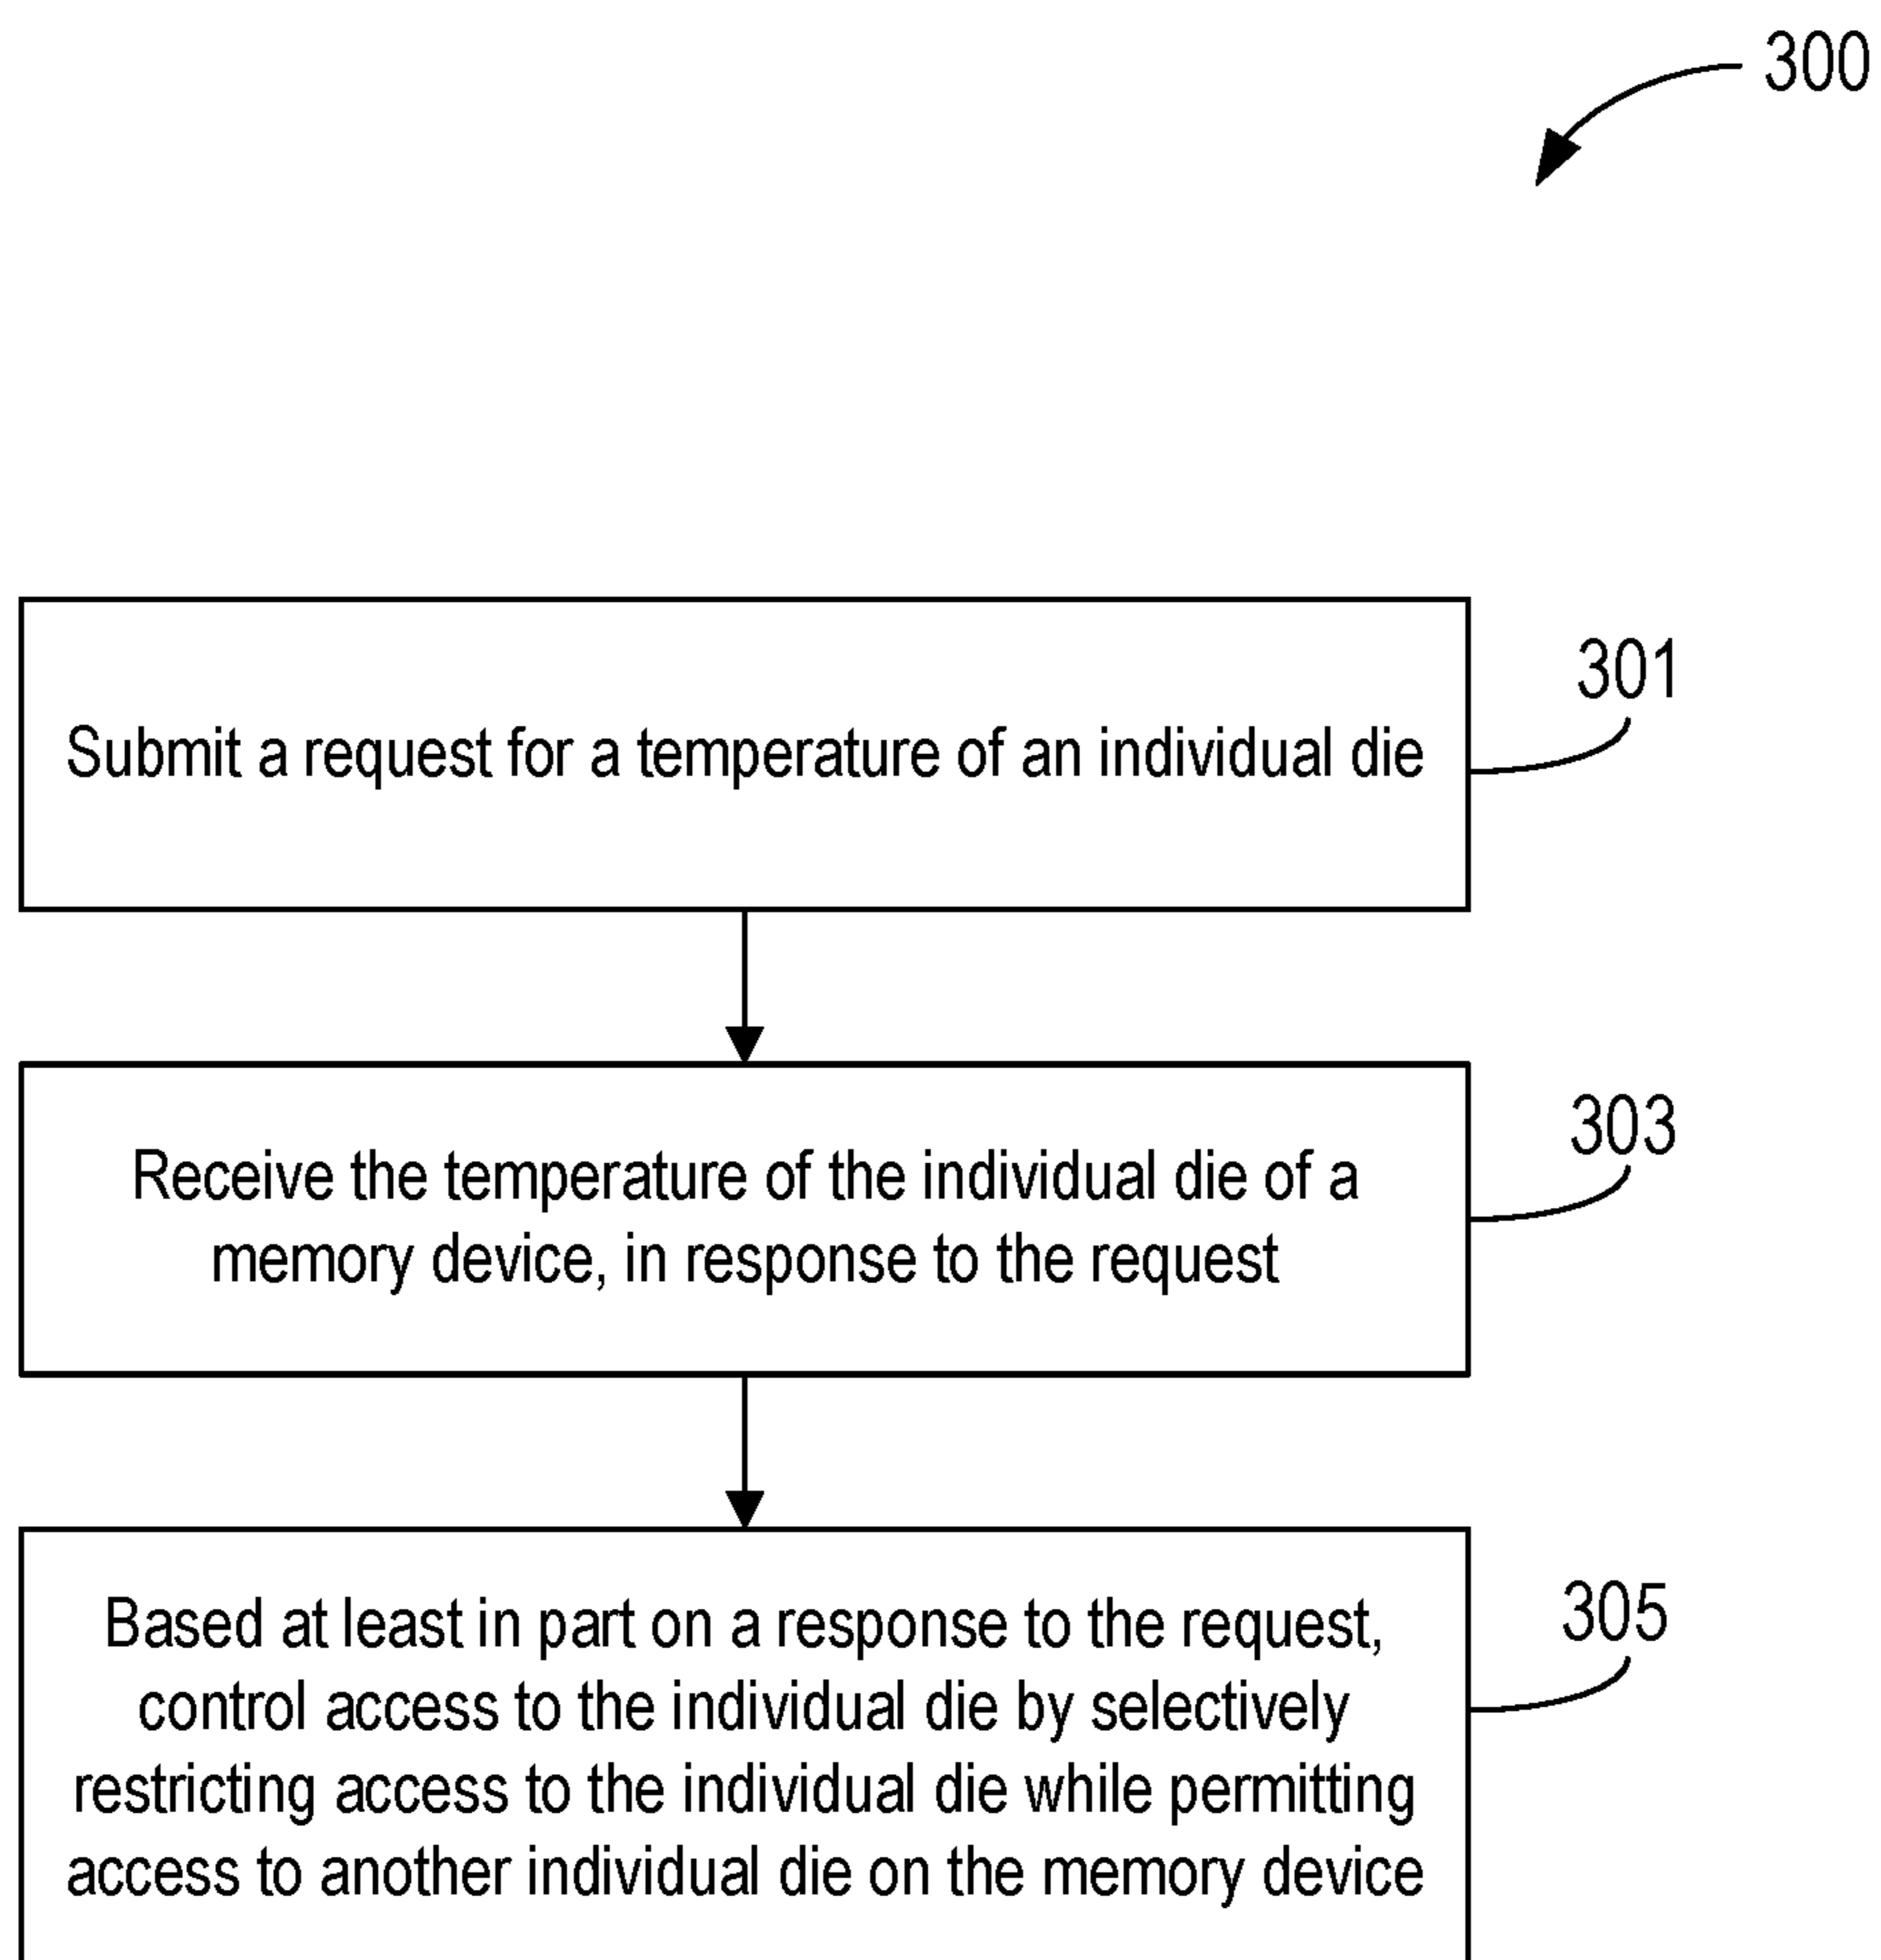 300
Submit a request for a temperature of an individual die
301
Receive the temperature of the individual die of a
memory device, in response to the request
303
Based at least in part on a response to the request,
control access to the individual die by selectively
restricting access to the individual die while permitting
access to another individual die on the memory device
305